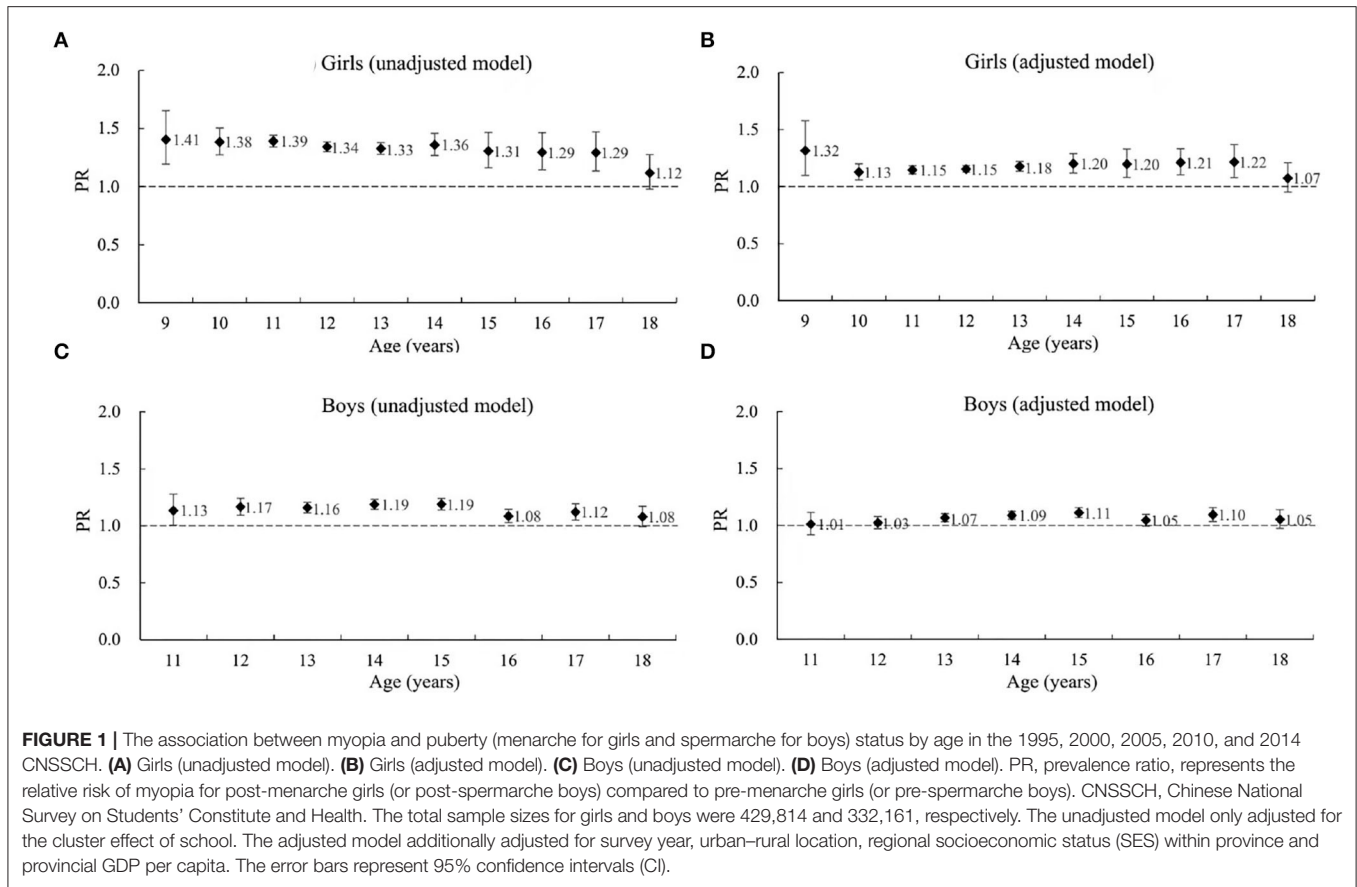 A
) Girls (unadjusted model)
2.0
1.5
1.0
0.5
0.0
PR
1.41
1.38
1.39
1.34
1.33
1.36
1.31
1.29
1.29
1.12
9 10 11 12 13 14 15 16 17 18
Age (years)
B
Girls (adjusted model)
2.0
1.5
1.0
0.5
0.0
PR
1.32
1.13
1.15
1.15
1.18
1.20
1.20
1.21
1.22
1.07
9 10 11 12 13 14 15 16 17 18
Age (years)
C
Boys (unadjusted model)
2.0
1.5
1.0
0.5
0.0
PR
1.13
1.17
1.16
1.19
1.19
1.08
1.12
1.08
11 12 13 14 15 16 17 18
Age (years)
D
Boys (adjusted model)
2.0
1.5
1.0
0.5
0.0
PR
1.01
1.03
1.07
1.09
1.11
1.05
1.10
1.05
11 12 13 14 15 16 17 18
Age (years)
FIGURE 1 | The association between myopia and puberty (menarche for girls and spermarche for boys) status by age in the 1995, 2000, 2005, 2010, and 2014
CNSSCH. (A) Girls (unadjusted model). (B) Girls (adjusted model). (C) Boys (unadjusted model). (D) Boys (adjusted model). PR, prevalence ratio, represents the
relative risk of myopia for post-menarche girls (or post-spermarche boys) compared to pre-menarche girls (or pre-spermarche boys). CNSSCH, Chinese National
Survey on Students' Constitute and Health. The total sample sizes for girls and boys were 429,814 and 332,161, respectively. The unadjusted model only adjusted for
the cluster effect of school. The adjusted model additionally adjusted for survey year, urban–rural location, regional socioeconomic status (SES) within province and
provincial GDP per capita. The error bars represent 95% confidence intervals (CI).